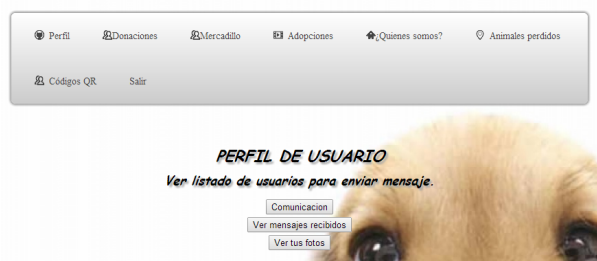 Perfil Donaciones Mercadillo Adopciones ¿Quienes somos? Animales perdidos
Códigos QR Salir
PERFIL DE USUARIO
Ver listado de usuarios para enviar mensaje.
Comunicacion
Ver mensajes recibidos
Ver tus fotos